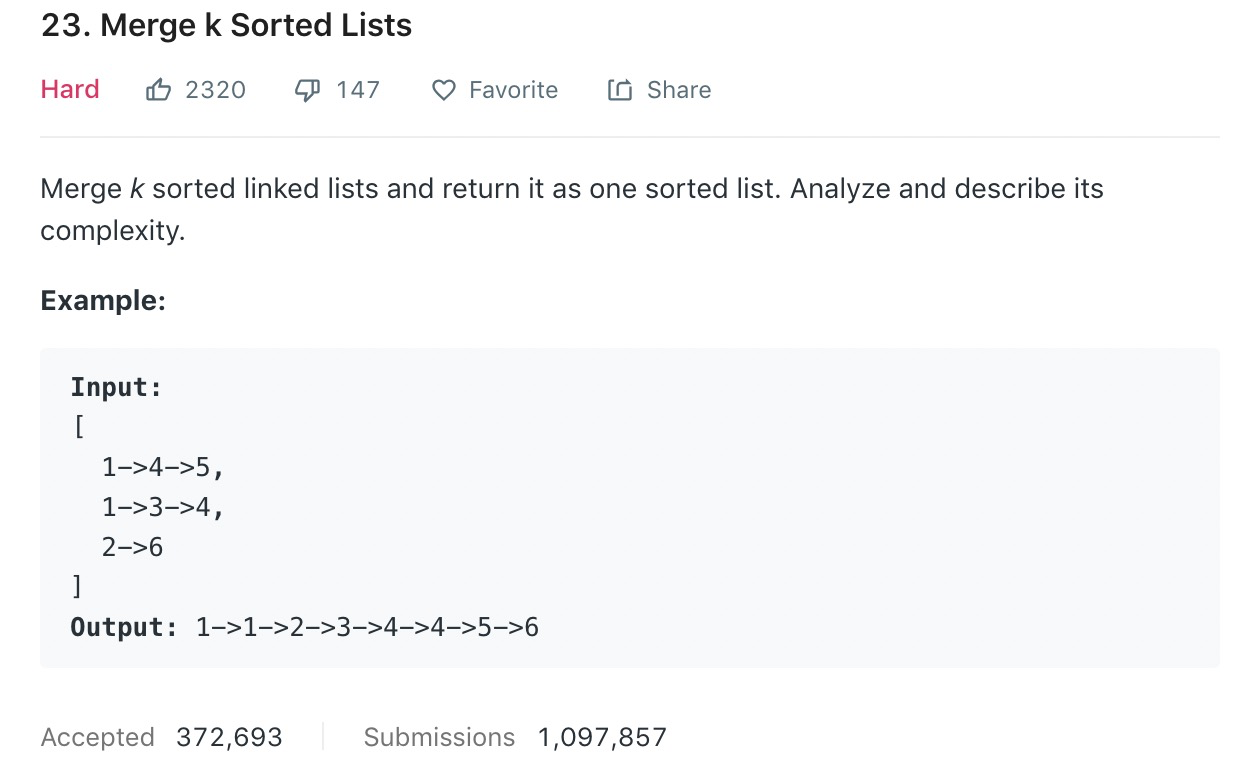 23. Merge k Sorted Lists
Hard 2320 147 Favorite Share
Merge k sorted linked lists and return it as one sorted list. Analyze and describe its
complexity.
Example:
Input:
[
  1->4->5,
  1->3->4,
  2->6
]
Output: 1->1->2->3->4->4->5->6
Accepted 372,693 Submissions 1,097,857